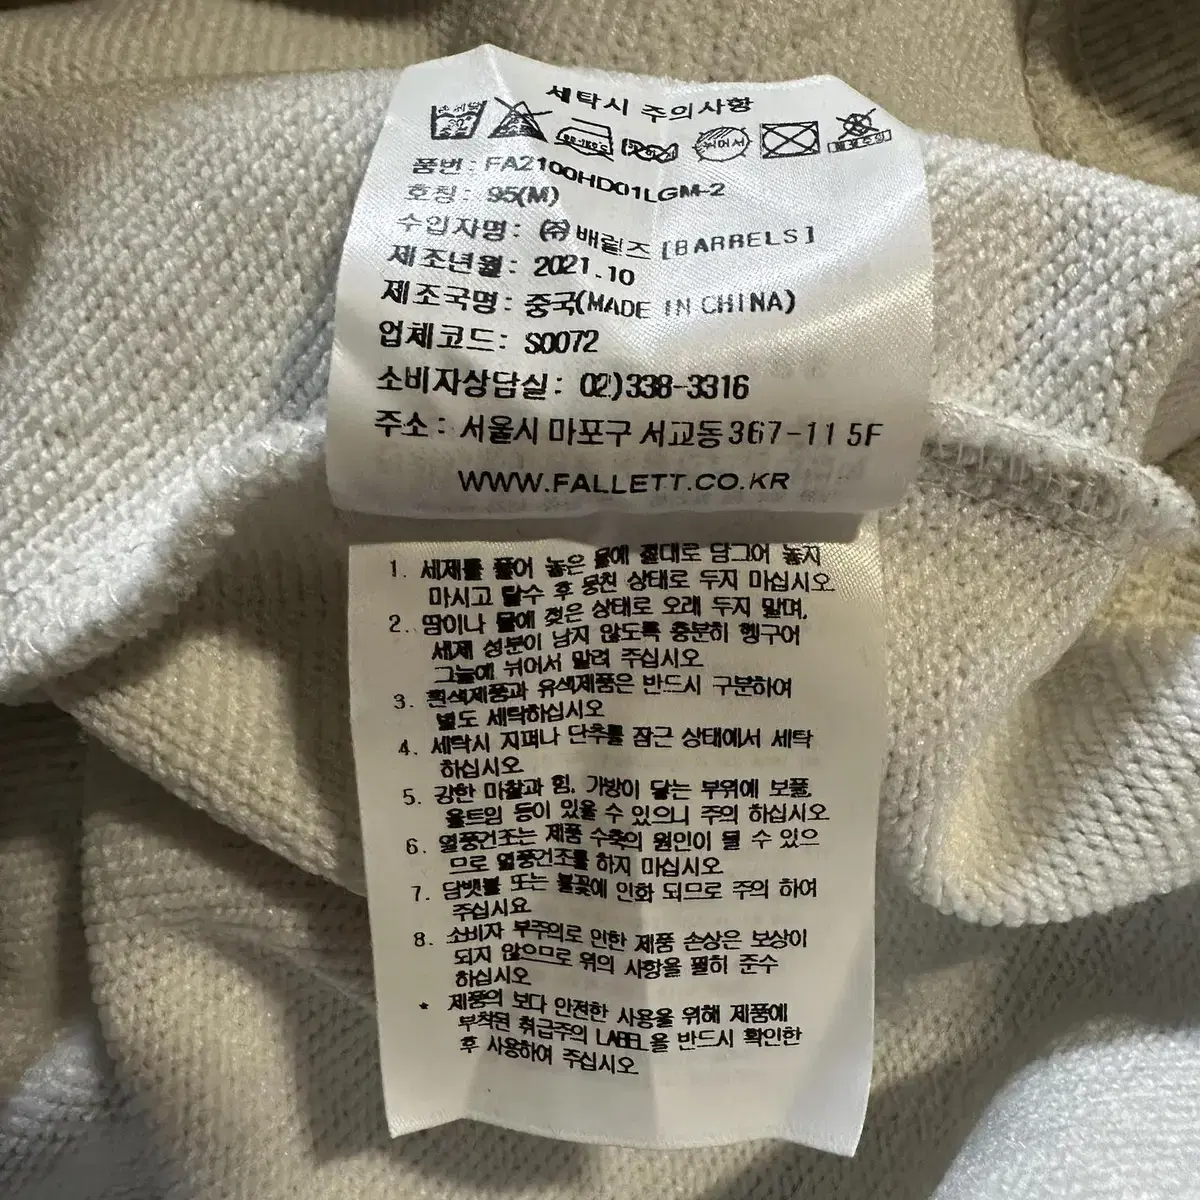 세탁시 주의사항
손세탁
30
80-120℃
뉘어서
품번: FA2100HD01LGM-2
호칭: 95(M)
수입자명: ㈜배럴즈 [BARRELS]
제조년월: 2021.10
제조국명: 중국(MADE IN CHINA)
업체코드: S0072
소비자상담실: 02)338-3316
주소: 서울시 마포구 서교동 367-11 5F
WWW.FALLETT.CO.KR
1. 세제를 풀어 놓은 물에 절대로 담그어 놓지
마시고 탈수 후 뭉친 상태로 두지 마십시오
2. 땀이나 물에 젖은 상태로 오래 두지 말며,
세제 성분이 남지 않도록 충분히 헹구어
그늘에 뉘어서 말려 주십시오
3. 흰색제품과 유색제품은 반드시 구분하여
별도 세탁하십시오
4. 세탁시 지퍼나 단추를 잠근 상태에서 세탁
하십시오
5. 강한 마찰과 힘, 가방이 닿는 부위에 보풀,
올트임 등이 있을 수 있으니 주의 하십시오
6. 열풍건조는 제품 수축의 원인이 될 수 있으
므로 열풍건조를 하지 마십시오
7. 담뱃불 또는 불꽃에 인화 되므로 주의 하여
주십시요
8. 소비자 부주의로 인한 제품 손상은 보상이
되지 않으므로 위의 사항을 필히 준수
하십시오
* 제품의 보다 안전한 사용을 위해 제품에
부착된 취급주의 LABEL을 반드시 확인한
후 사용하여 주십시오